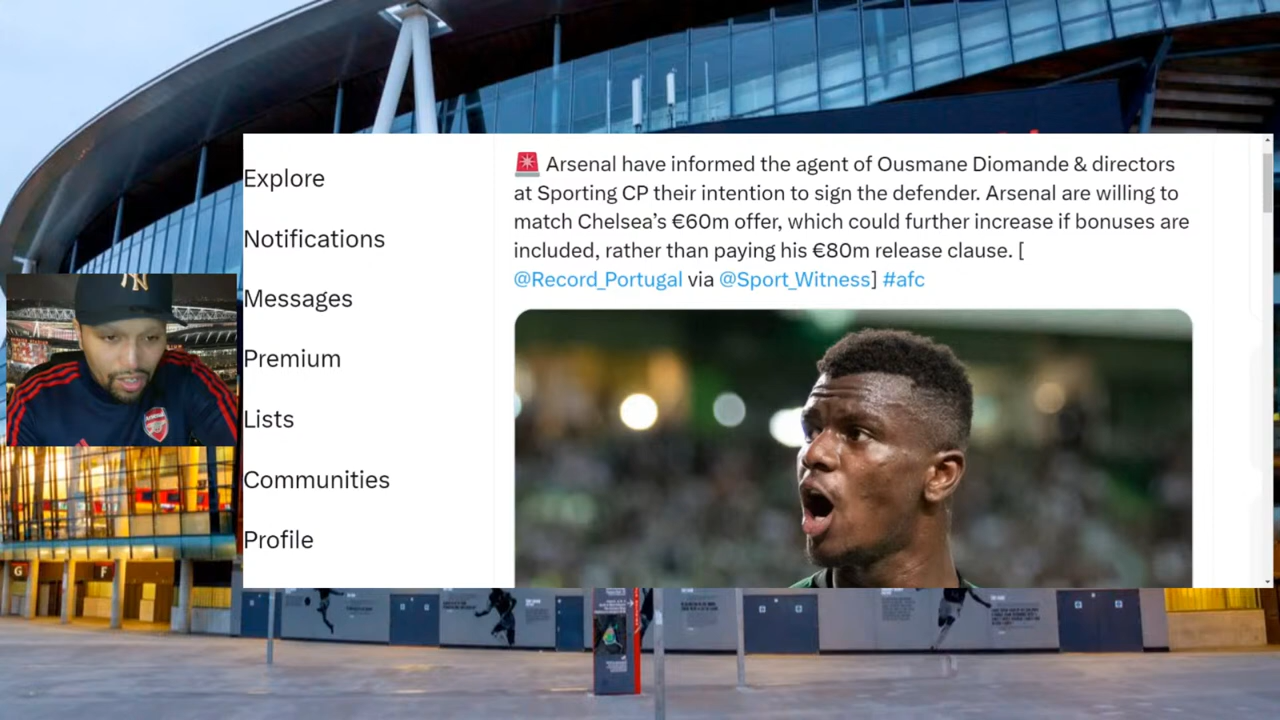 Explore
Notifications
Messages
Premium
Lists
Communities
Profile
🚨 Arsenal have informed the agent of Ousmane Diomande & directors
at Sporting CP their intention to sign the defender. Arsenal are willing to
match Chelsea’s €60m offer, which could further increase if bonuses are
included, rather than paying his €80m release clause. [
@Record_Portugal via @Sport_Witness] #afc
Arsenal
G
F